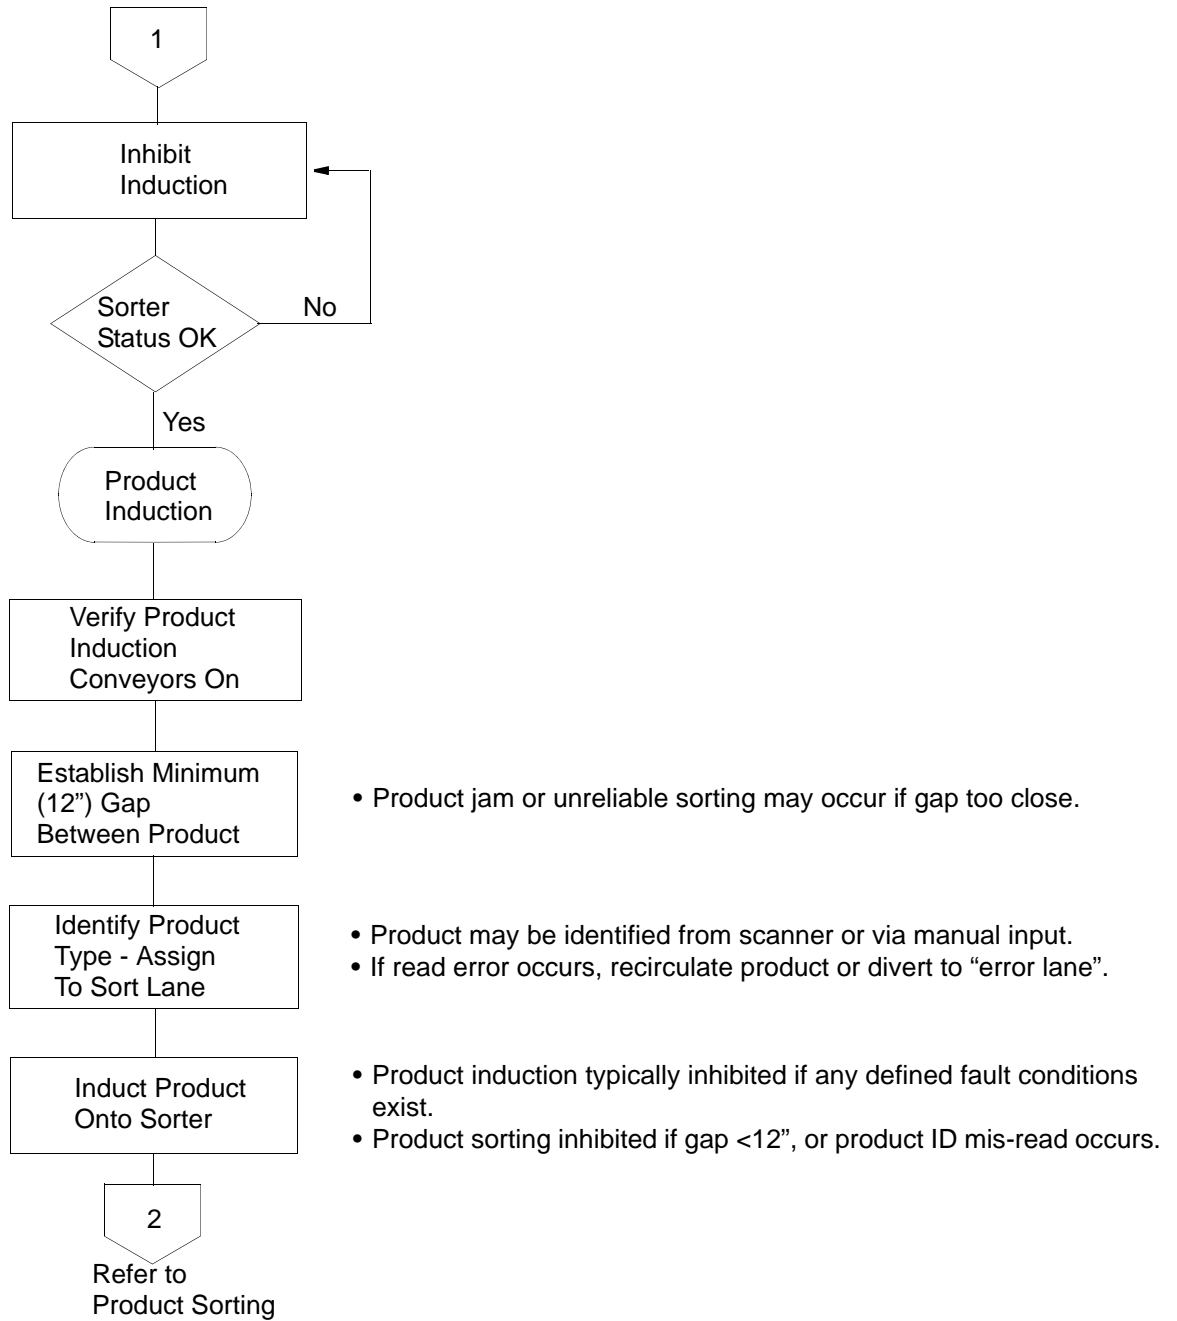 1
Inhibit
Induction
Sorter
Status OK
No
Yes
Product
Induction
Verify Product
Induction
Conveyors On
Establish Minimum
(12”) Gap
Between Product
• Product jam or unreliable sorting may occur if gap too close.
Identify Product
Type - Assign
To Sort Lane
• Product may be identified from scanner or via manual input.
• If read error occurs, recirculate product or divert to “error lane”.
Induct Product
Onto Sorter
• Product induction typically inhibited if any defined fault conditions
exist.
• Product sorting inhibited if gap <12”, or product ID mis-read occurs.
2
Refer to
Product Sorting